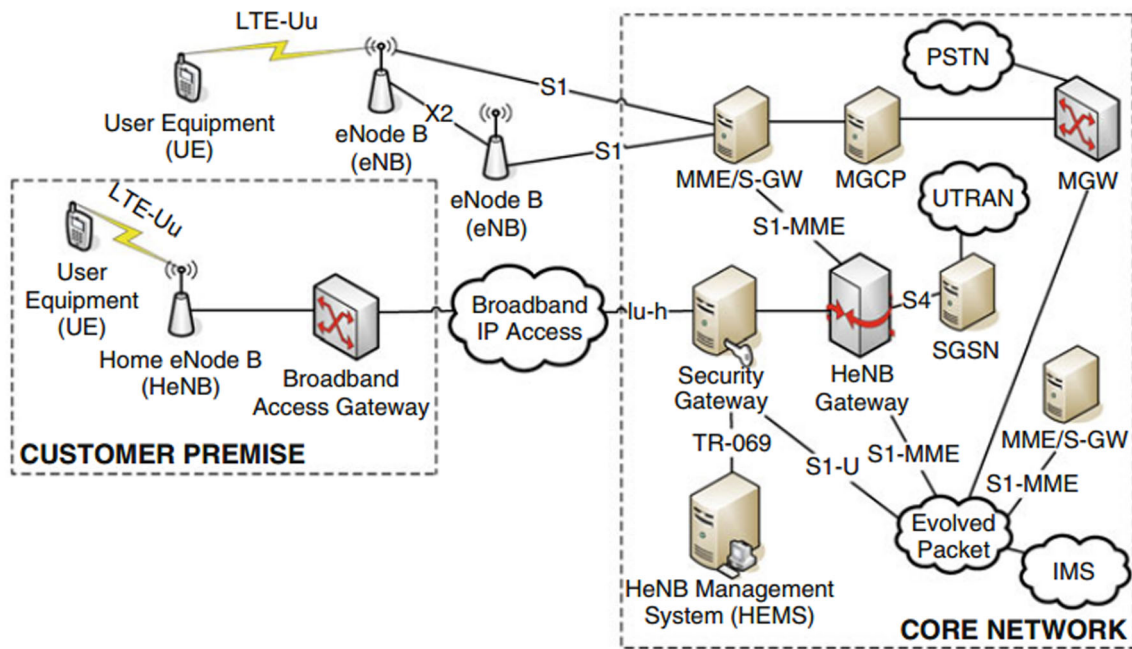 LTE-Uu
User Equipment
(UE)
eNode B
(eNB)
X2
eNode B
(eNB)
S1
S1
MME/S-GW
MGCP
PSTN
MGW
LTE-Uu
User
Equipment
(UE)
Home eNode B
(HeNB)
Broadband
Access Gateway
CUSTOMER PREMISE
Broadband
IP Access
Iu-h
Security
Gateway
S1-MME
HeNB
Gateway
S4
UTRAN
SGSN
TR-069
HeNB Management
System (HEMS)
S1-U
S1-MME
MME/S-GW
S1-MME
Evolved
Packet
IMS
CORE NETWORK